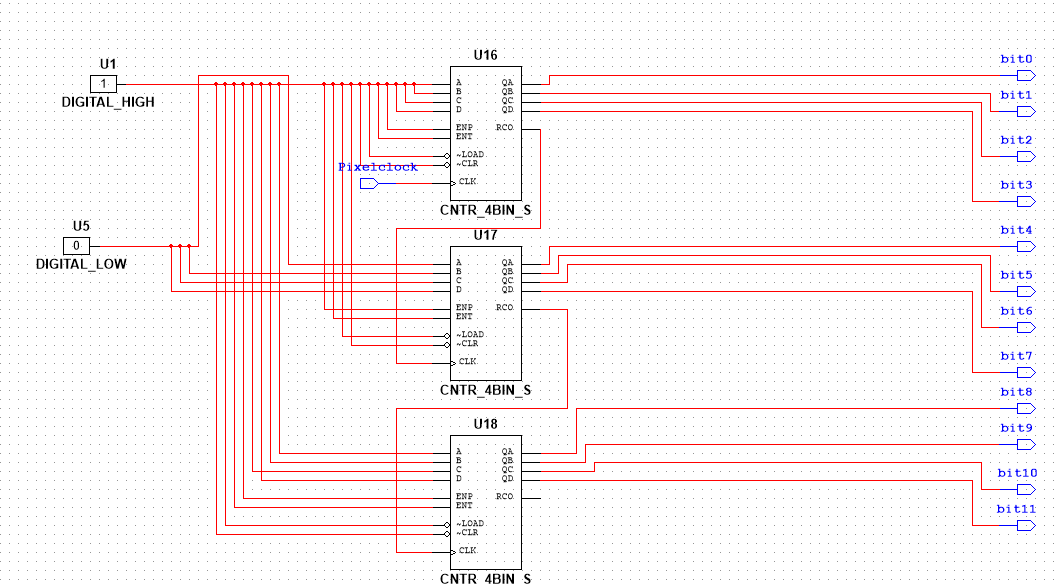 U1
1
DIGITAL_HIGH
U5
0
DIGITAL_LOW
Pixelclock
U16
A QA
B QB
C QC
D QD
ENP RCO
ENT
~LOAD
~CLR
CLK
CNTR_4BIN_S
U17
A QA
B QB
C QC
D QD
ENP RCO
ENT
~LOAD
~CLR
CLK
CNTR_4BIN_S
U18
A QA
B QB
C QC
D QD
ENP RCO
ENT
~LOAD
~CLR
CLK
CNTR_4BIN_S
bit0
bit1
bit2
bit3
bit4
bit5
bit6
bit7
bit8
bit9
bit10
bit11